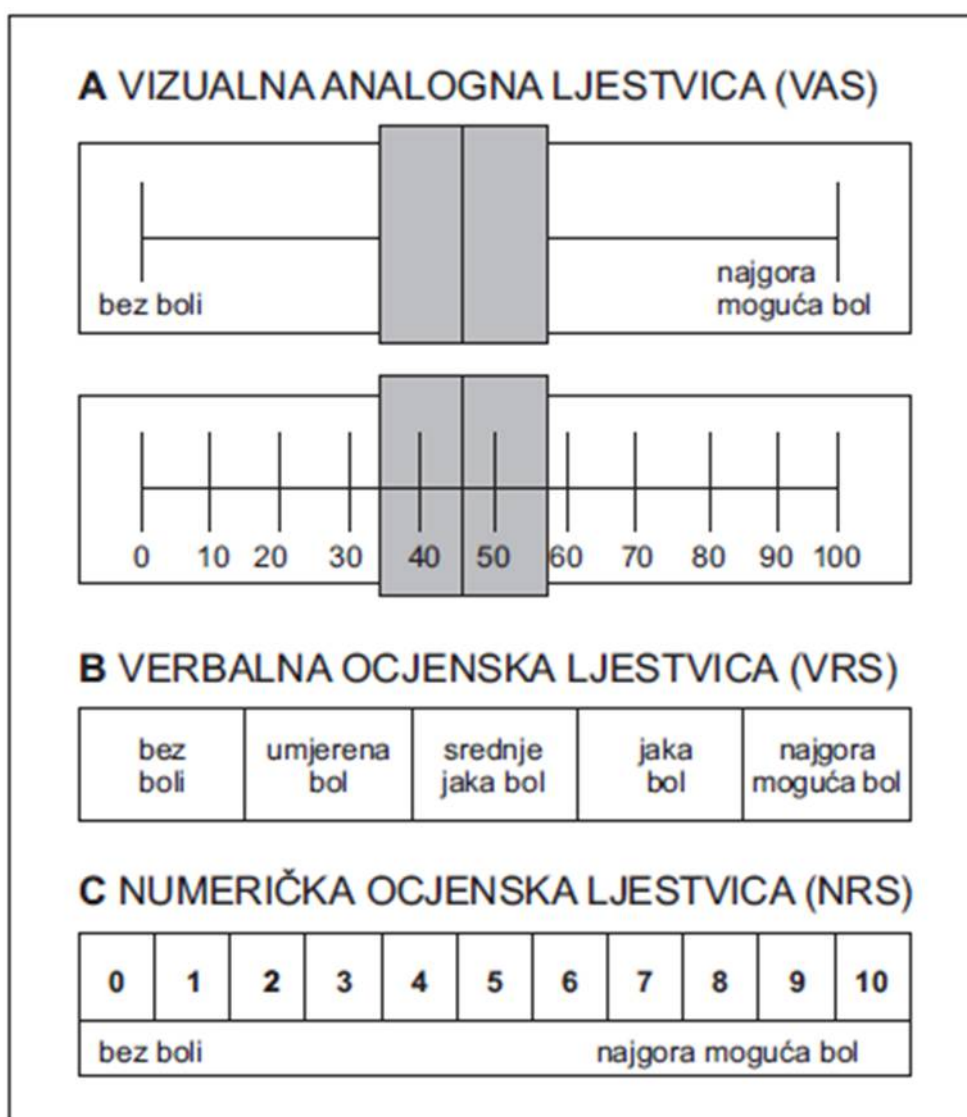 A VIZUALNA ANALOGNA LJESTVICA (VAS)
bez boli
najgora
moguća bol
0 10 20 30 40 50 60 70 80 90 100
B VERBALNA OCJENSKA LJESTVICA (VRS)
bez
boli
umjerena
bol
srednje
jaka bol
jaka
bol
najgora
moguća bol
C NUMERIČKA OCJENSKA LJESTVICA (NRS)
0 1 2 3 4 5 6 7 8 9 10
bez boli najgora moguća bol